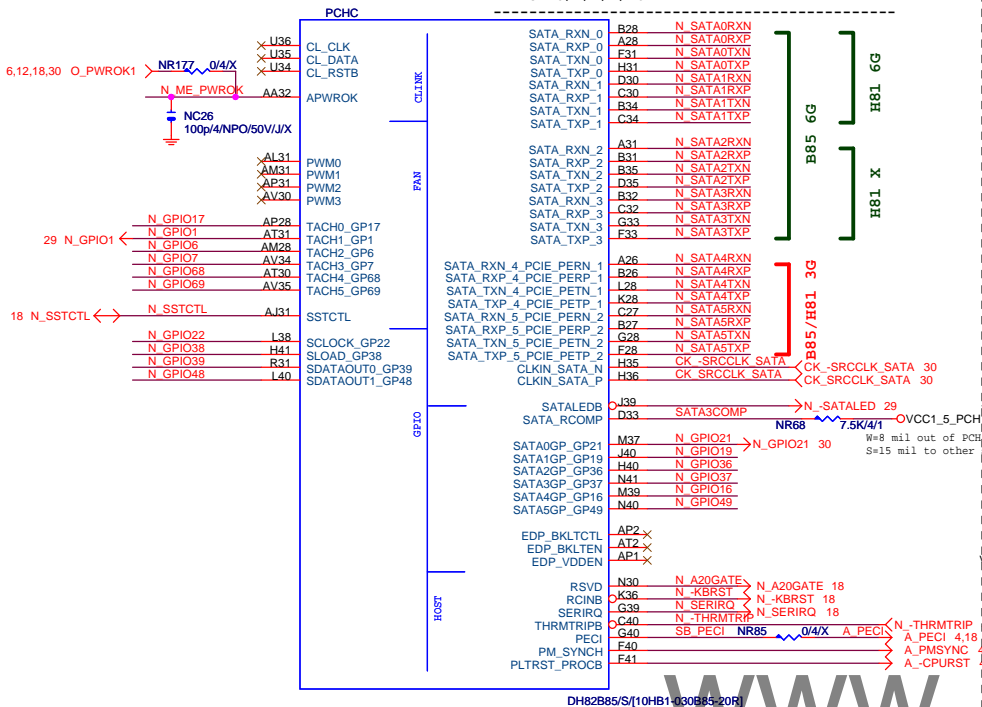 PCHC
U36 CL_CLK
U35 CL_DATA
U34 CL_RSTB
6,12,18,30 O_PWROK1 NR177 0/4/X
N_ME_PWROK AA32 APWROK
NC26
100p/4/NPO/50V/J/X
CLINK
AL31 PWM0
AM31 PWM1
AP31 PWM2
AV30 PWM3
FAN
N_GPIO17 AP28 TACH0_GP17
29 N_GPIO1 N_GPIO1 AT31 TACH1_GP1
N_GPIO6 AM28 TACH2_GP6
N_GPIO7 AV34 TACH3_GP7
N_GPIO68 AT30 TACH4_GP68
N_GPIO69 AV35 TACH5_GP69
18 N_SSTCTL N_SSTCTL AJ31 SSTCTL
N_GPIO22 L38 SCLOCK_GP22
N_GPIO38 H41 SLOAD_GP38
N_GPIO39 R31 SDATAOUT0_GP39
N_GPIO48 L40 SDATAOUT1_GP48
GPIO
HOST
SATA_RXN_0 B28 N_SATA0RXN
SATA_RXP_0 A28 N_SATA0RXP
SATA_TXN_0 F31 N_SATA0TXN
SATA_TXP_0 H31 N_SATA0TXP
SATA_RXN_1 D30 N_SATA1RXN
SATA_RXP_1 C30 N_SATA1RXP
SATA_TXN_1 B34 N_SATA1TXN
SATA_TXP_1 C34 N_SATA1TXP
SATA_RXN_2 A31 N_SATA2RXN
SATA_RXP_2 B31 N_SATA2RXP
SATA_TXN_2 B35 N_SATA2TXN
SATA_TXP_2 D35 N_SATA2TXP
SATA_RXN_3 B32 N_SATA3RXN
SATA_RXP_3 C32 N_SATA3RXP
SATA_TXN_3 G33 N_SATA3TXN
SATA_TXP_3 F33 N_SATA3TXP
B85 6G
H81 6G
H81 X
SATA_RXN_4_PCIE_PERN_1 A26 N_SATA4RXN
SATA_RXP_4_PCIE_PERP_1 B26 N_SATA4RXP
SATA_TXN_4_PCIE_PETN_1 L28 N_SATA4TXN
SATA_TXP_4_PCIE_PETP_1 K28 N_SATA4TXP
SATA_RXN_5_PCIE_PERN_2 C27 N_SATA5RXN
SATA_RXP_5_PCIE_PERP_2 B27 N_SATA5RXP
SATA_TXN_5_PCIE_PETN_2 G28 N_SATA5TXN
SATA_TXP_5_PCIE_PETP_2 F28 N_SATA5TXP
B85/H81 3G
CLKIN_SATA_N H35 CK_-SRCCLK_SATA CK_-SRCCLK_SATA 30
CLKIN_SATA_P H36 CK_SRCCLK_SATA CK_SRCCLK_SATA 30
SATALEDB J39 N_-SATALED 29
SATA_RCOMP D33 SATA3COMP NR68 7.5K/4/1 VCC1_5_PCH
W=8 mil out of PCH
S=15 mil to other
SATA0GP_GP21 M37 N_GPIO21 N_GPIO21 30
SATA1GP_GP19 J40 N_GPIO19
SATA2GP_GP36 H40 N_GPIO36
SATA3GP_GP37 N41 N_GPIO37
SATA4GP_GP16 M39 N_GPIO16
SATA5GP_GP49 N40 N_GPIO49
EDP_BKLTCTL AP2
EDP_BKLTEN AT2
EDP_VDDEN AP1
RSVD N30 N_A20GATE N_A20GATE 18
RCINB K36 N_-KBRST N_-KBRST 18
SERIRQ G39 N_SERIRQ N_SERIRQ 18
THRMTRIPB C40 N_-THRMTRIP N_-THRMTRIP
PECI G40 SB_PECI NR85 0/4/X A_PECI A_PECI 4,18
PM_SYNCH F40 A_PMSYNC
PLTRST_PROCB F41 A_-CPURST
DH82B85/S/[10HB1-030B85-20R]
www